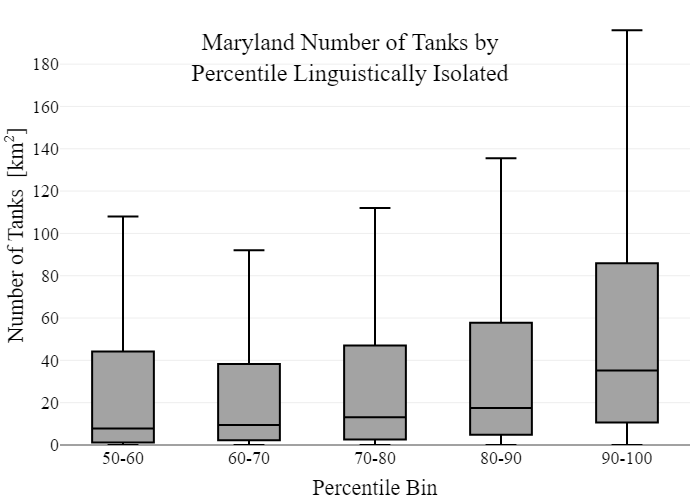 Maryland Number of Tanks by
Percentile Linguistically Isolated
Number of Tanks [km²]
180
160
140
120
100
80
60
40
20
0
50-60 60-70 70-80 80-90 90-100
Percentile Bin